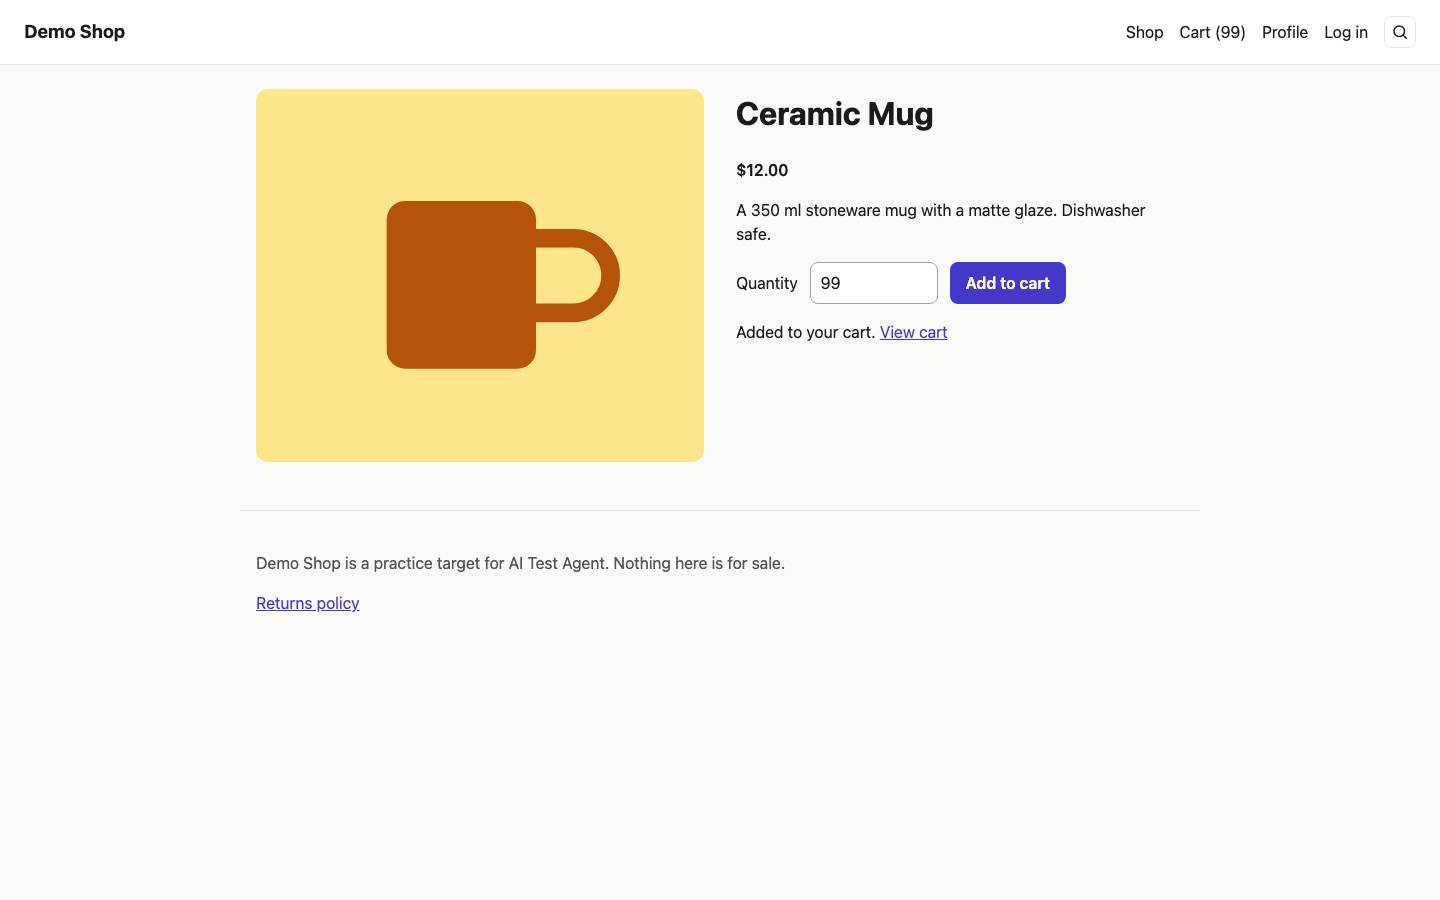 Demo Shop
Shop Cart (99) Profile Log in
Ceramic Mug
$12.00
A 350 ml stoneware mug with a matte glaze. Dishwasher
safe.
Quantity 99 Add to cart
Added to your cart. View cart
Demo Shop is a practice target for AI Test Agent. Nothing here is for sale.
Returns policy